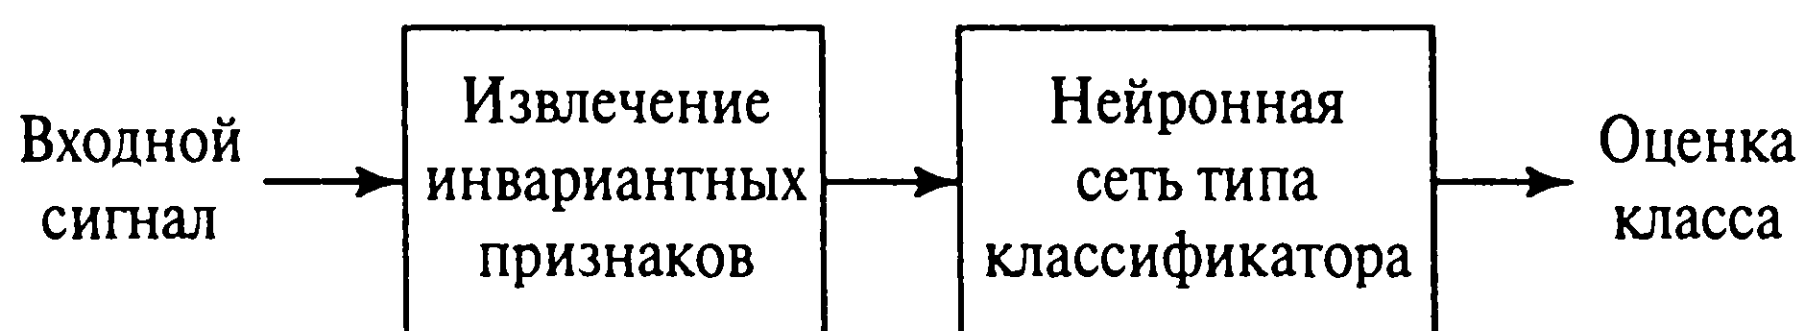 Входной
сигнал
Извлечение
инвариантных
признаков
Нейронная
сеть типа
классификатора
Оценка
класса